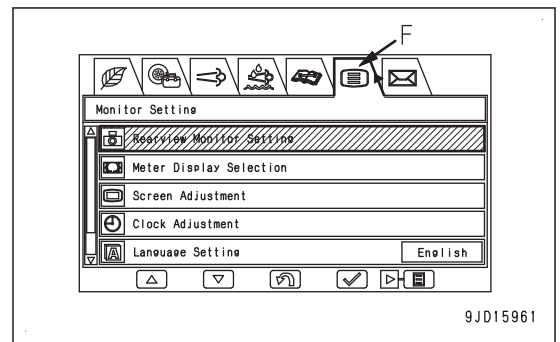 F
Monitor Setting
Rearview Monitor Setting
Meter Display Selection
Screen Adjustment
Clock Adjustment
A Language Setting English
9JD15961